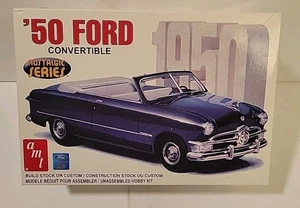 '50 FORD
CONVERTIBLE
1950
NOSTALGIC
SERIES
amt
BUILD STOCK OR CUSTOM / CONSTRUCTION STOCK OU CUSTOM
MODELE REDUIT POUR ASSEMBLER / UNASSEMBLED HOBBY KIT